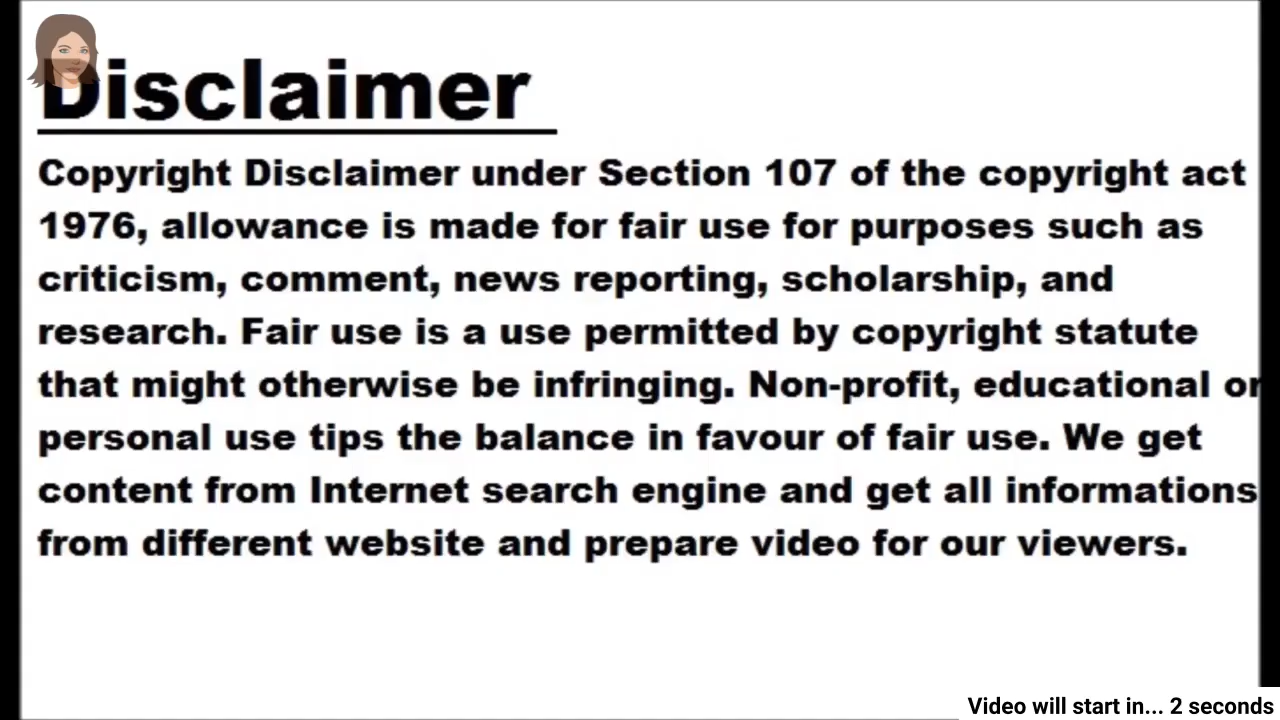 Disclaimer
Copyright Disclaimer under Section 107 of the copyright act
1976, allowance is made for fair use for purposes such as
criticism, comment, news reporting, scholarship, and
research. Fair use is a use permitted by copyright statute
that might otherwise be infringing. Non-profit, educational or
personal use tips the balance in favour of fair use. We get
content from Internet search engine and get all informations
from different website and prepare video for our viewers.
Video will start in... 2 seconds